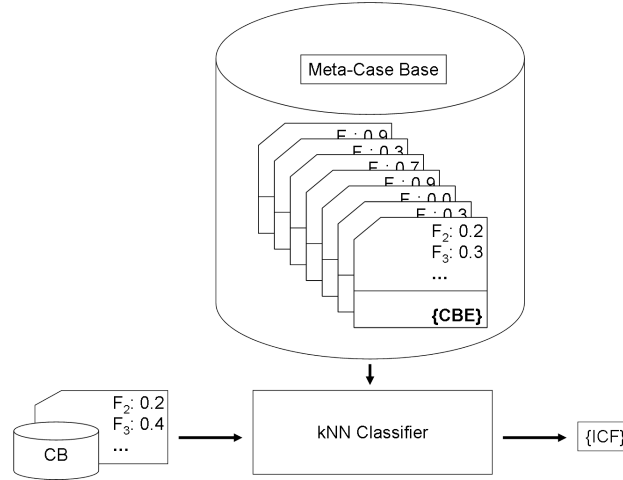 Meta-Case Base
F : 0.9
F : 0.3
F : 0.7
F : 0.9
F : 0.0
F : 0.3
F₂: 0.2
F₃: 0.3
...
{CBE}
F₂: 0.2
F₃: 0.4
...
CB
kNN Classifier
{ICF}